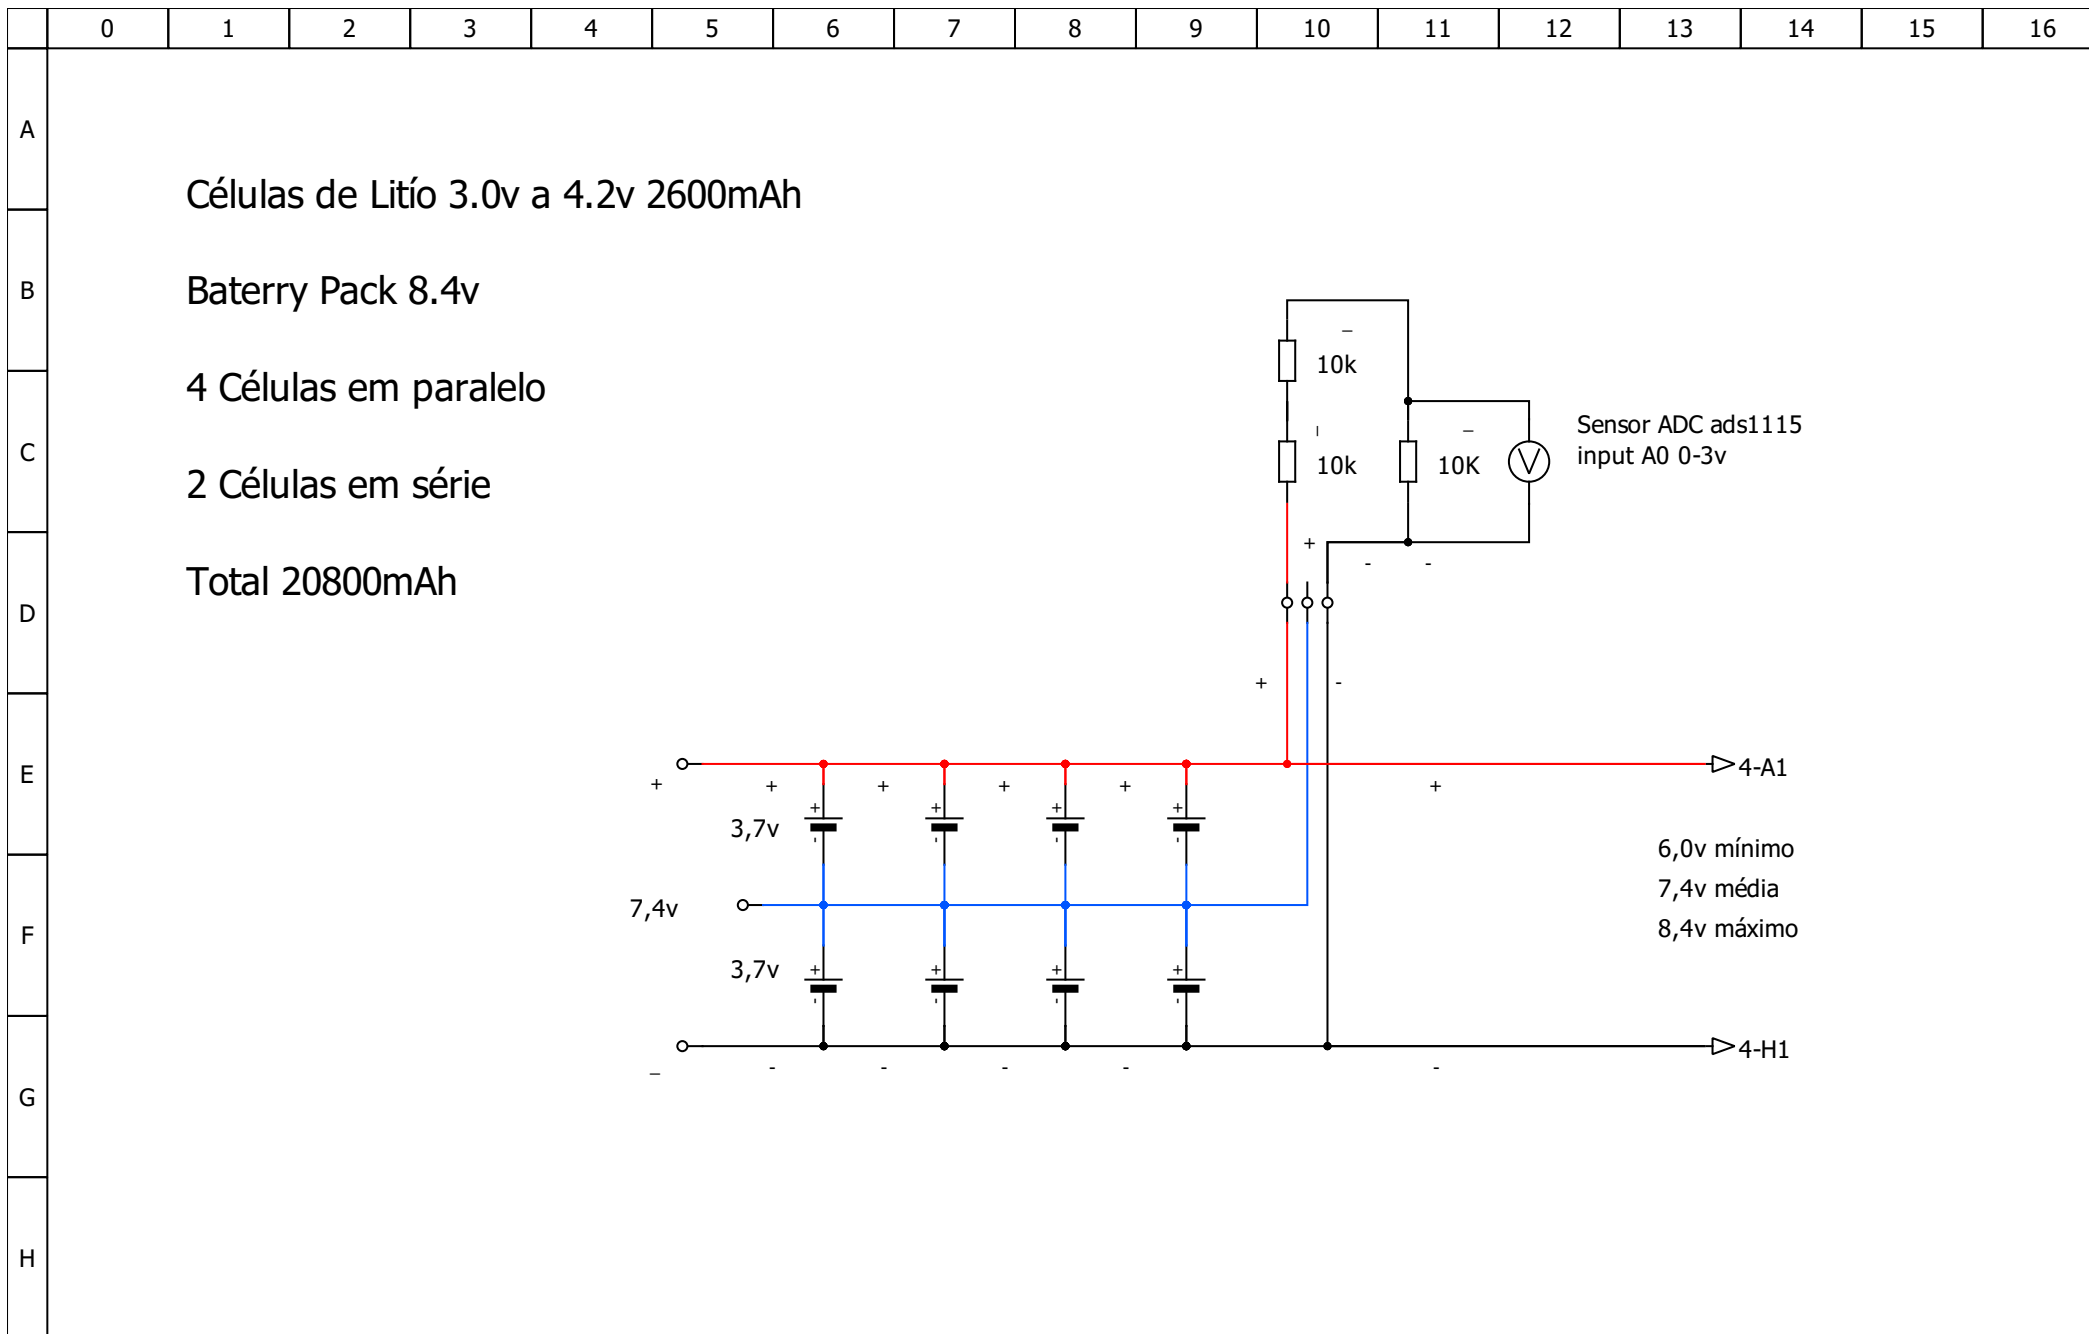 0 1 2 3 4 5 6 7 8 9 10 11 12 13 14 15 16
A
Células de Litío 3.0v a 4.2v 2600mAh
B
Baterry Pack 8.4v
10k
4 Células em paralelo
Sensor ADC ads1115
input A0 0-3v
C
10k 10K V
2 Células em série
+
- -
Total 20800mAh
D
+ -
E
4-A1
+ + + + + +
+ + + +
3,7v
- - - -
6,0v mínimo
7,4v média
7,4v
8,4v máximo
F
3,7v
+ + + +
- - - -
4-H1
- - - - - -
G
H